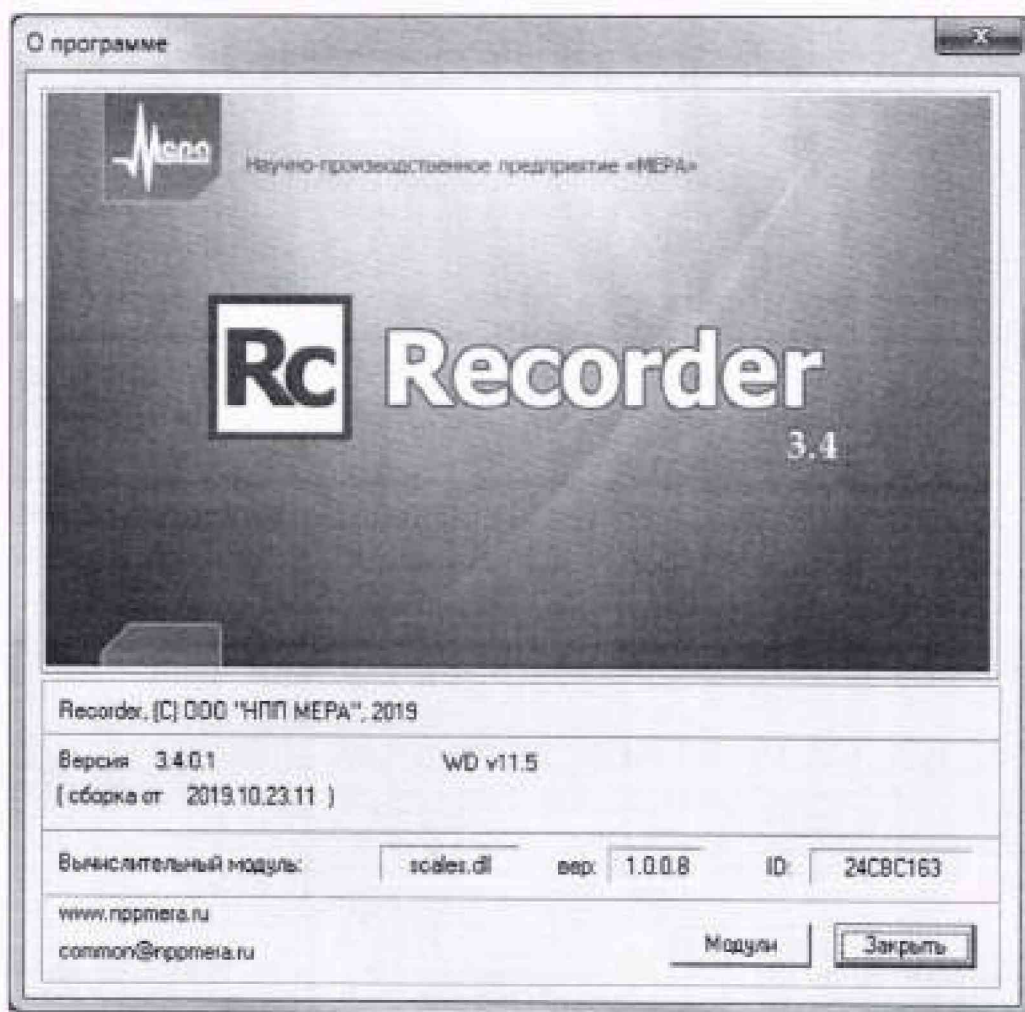 О программе
x
Мера
Научно-производственное предприятие «МЕРА»
Rc Recorder
3.4
Recorder, (C) ООО "НПП МЕРА", 2019
Версия 3.4.0.1 WD v11.5
( сборка от 2019.10.23.11 )
Вычислительный модуль: scales.dll вер: 1.0.0.8 ID: 24CBC163
www.nppmera.ru
common@nppmera.ru
Модули Закрыть